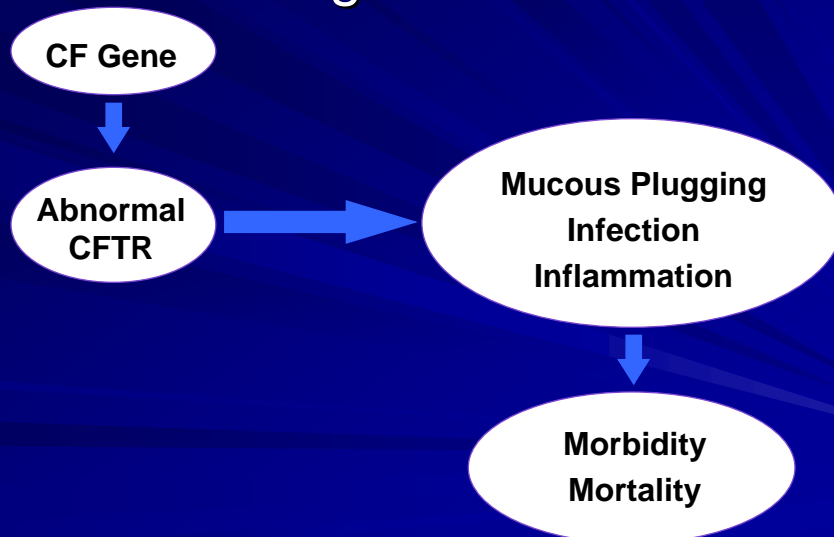 CF Gene
Abnormal
CFTR
Mucous Plugging
Infection
Inflammation
Morbidity
Mortality